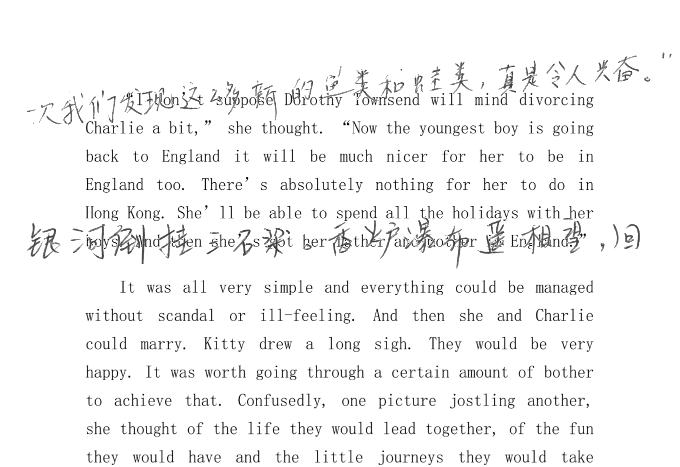 一次我们发现这么多新的鱼类和蛙类，真是令人兴奋。”
“I don’t suppose Dorothy Townsend will mind divorcing
Charlie a bit,” she thought. “Now the youngest boy is going
back to England it will be much nicer for her to be in
England too. There’s absolutely nothing for her to do in
Hong Kong. She’ll be able to spend all the holidays with her
boys. And then she’s got her father and mother in England.”
银河倒挂三石梁。香炉瀑布遥相望，回
It was all very simple and everything could be managed
without scandal or ill-feeling. And then she and Charlie
could marry. Kitty drew a long sigh. They would be very
happy. It was worth going through a certain amount of bother
to achieve that. Confusedly, one picture jostling another,
she thought of the life they would lead together, of the fun
they would have and the little journeys they would take